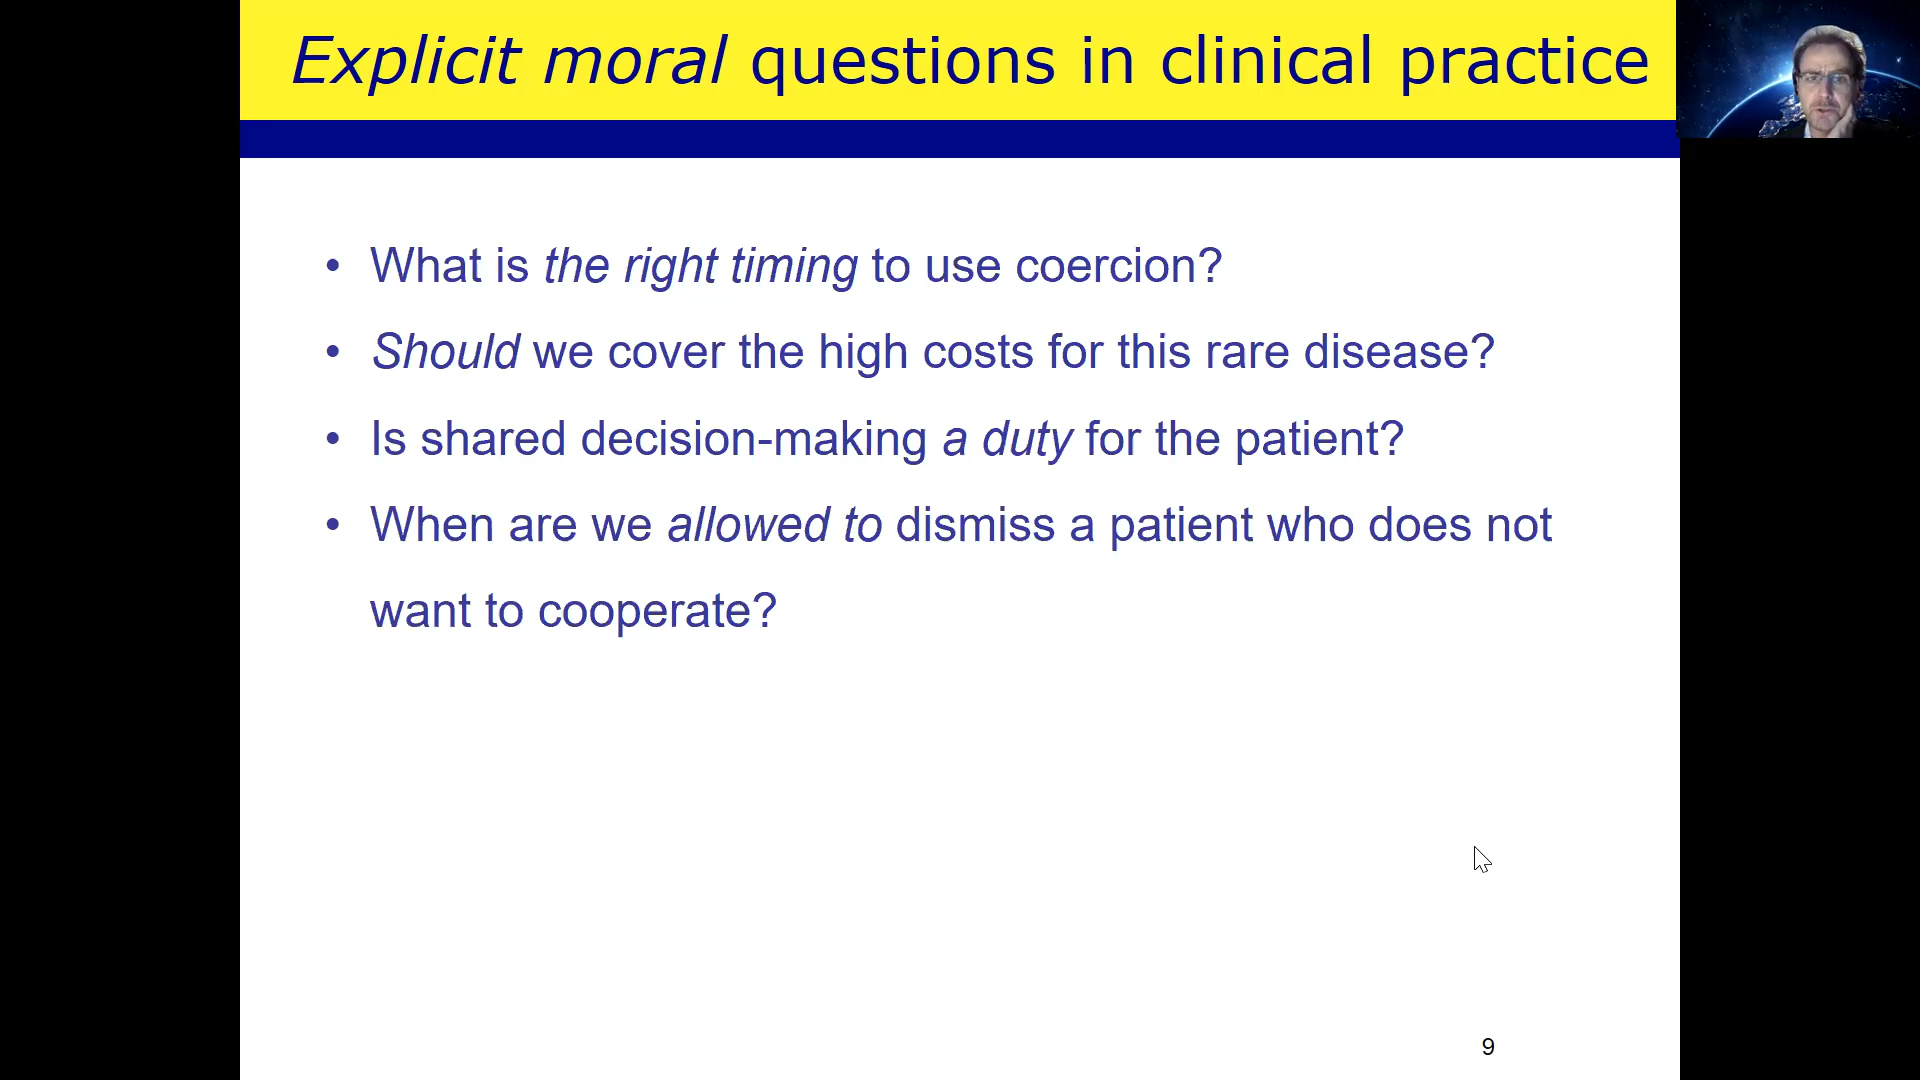 Explicit moral questions in clinical practice
• What is the right timing to use coercion?
• Should we cover the high costs for this rare disease?
• Is shared decision-making a duty for the patient?
• When are we allowed to dismiss a patient who does not
want to cooperate?
9